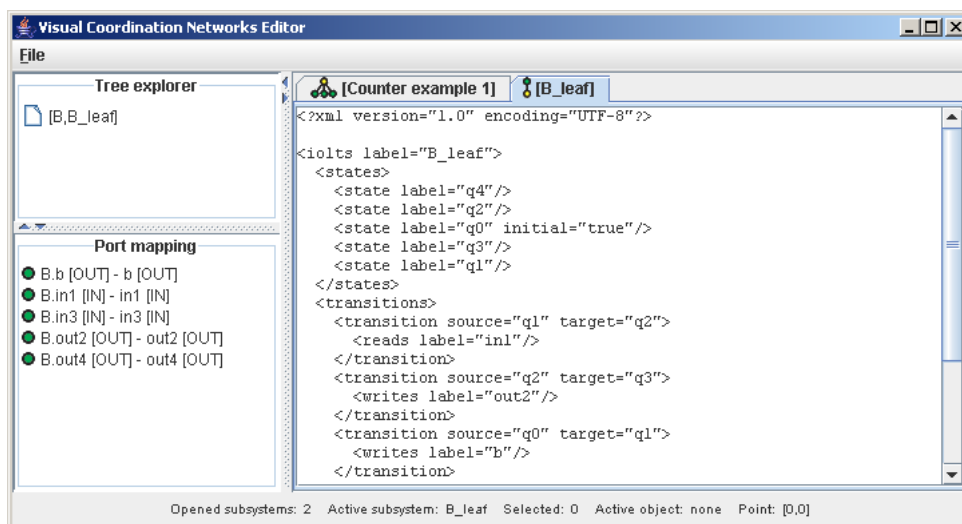 Visual Coordination Networks Editor
File
Tree explorer
[B,B_leaf]
Port mapping
B.b [OUT] - b [OUT]
B.in1 [IN] - in1 [IN]
B.in3 [IN] - in3 [IN]
B.out2 [OUT] - out2 [OUT]
B.out4 [OUT] - out4 [OUT]
[Counter example 1] [B_leaf]
<?xml version="1.0" encoding="UTF-8"?>
<iolts label="B_leaf">
<states>
<state label="q4"/>
<state label="q2"/>
<state label="q0" initial="true"/>
<state label="q3"/>
<state label="q1"/>
</states>
<transitions>
<transition source="q1" target="q2">
<reads label="in1"/>
</transition>
<transition source="q2" target="q3">
<writes label="out2"/>
</transition>
<transition source="q0" target="q1">
<writes label="b"/>
</transition>
Opened subsystems: 2 Active subsystem: B_leaf Selected: 0 Active object: none Point: [0,0]